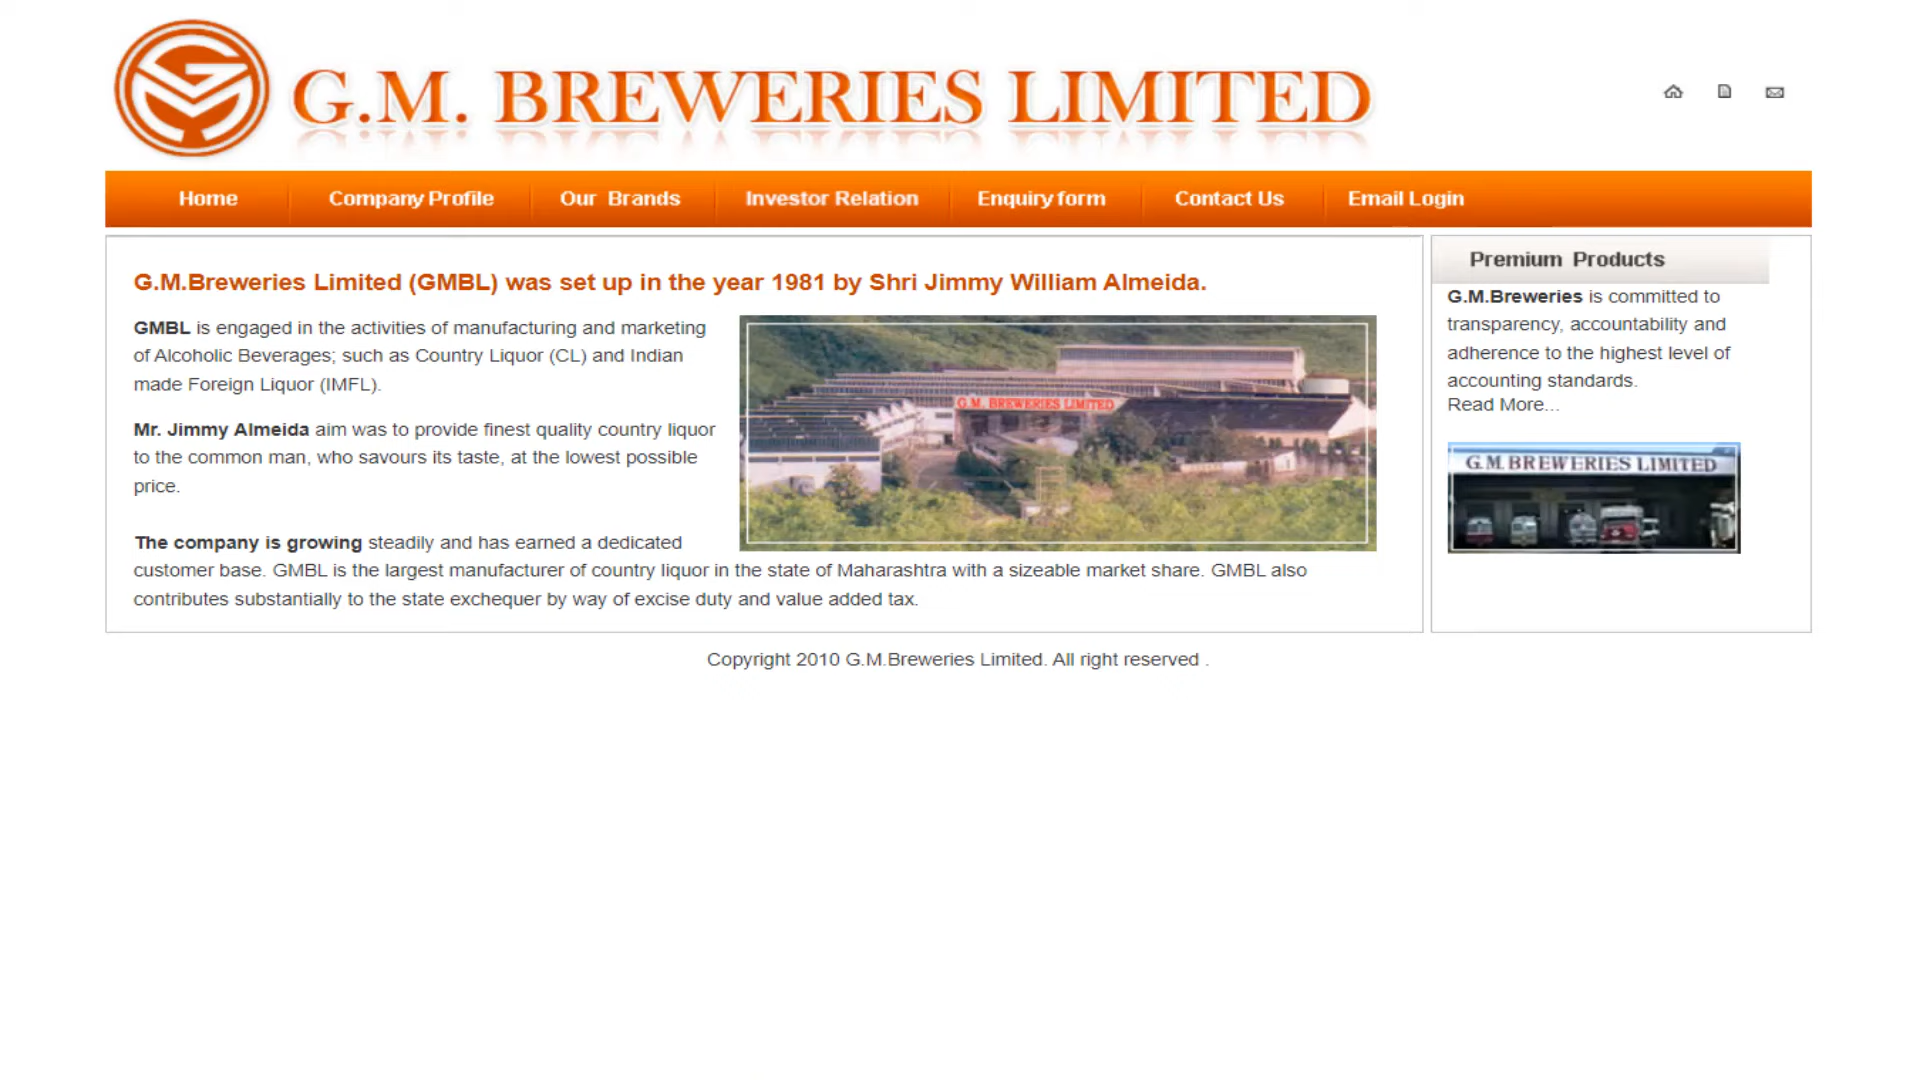 G.M. BREWERIES LIMITED
Home Company Profile Our Brands Investor Relation Enquiry form Contact Us Email Login
G.M.Breweries Limited (GMBL) was set up in the year 1981 by Shri Jimmy William Almeida.
GMBL is engaged in the activities of manufacturing and marketing
of Alcoholic Beverages; such as Country Liquor (CL) and Indian
made Foreign Liquor (IMFL).
Mr. Jimmy Almeida aim was to provide finest quality country liquor
to the common man, who savours its taste, at the lowest possible
price.
G.M. BREWERIES LIMITED
The company is growing steadily and has earned a dedicated
customer base. GMBL is the largest manufacturer of country liquor in the state of Maharashtra with a sizeable market share. GMBL also
contributes substantially to the state exchequer by way of excise duty and value added tax.
Premium Products
G.M.Breweries is committed to
transparency, accountability and
adherence to the highest level of
accounting standards.
Read More...
G.M. BREWERIES LIMITED
Copyright 2010 G.M.Breweries Limited. All right reserved .